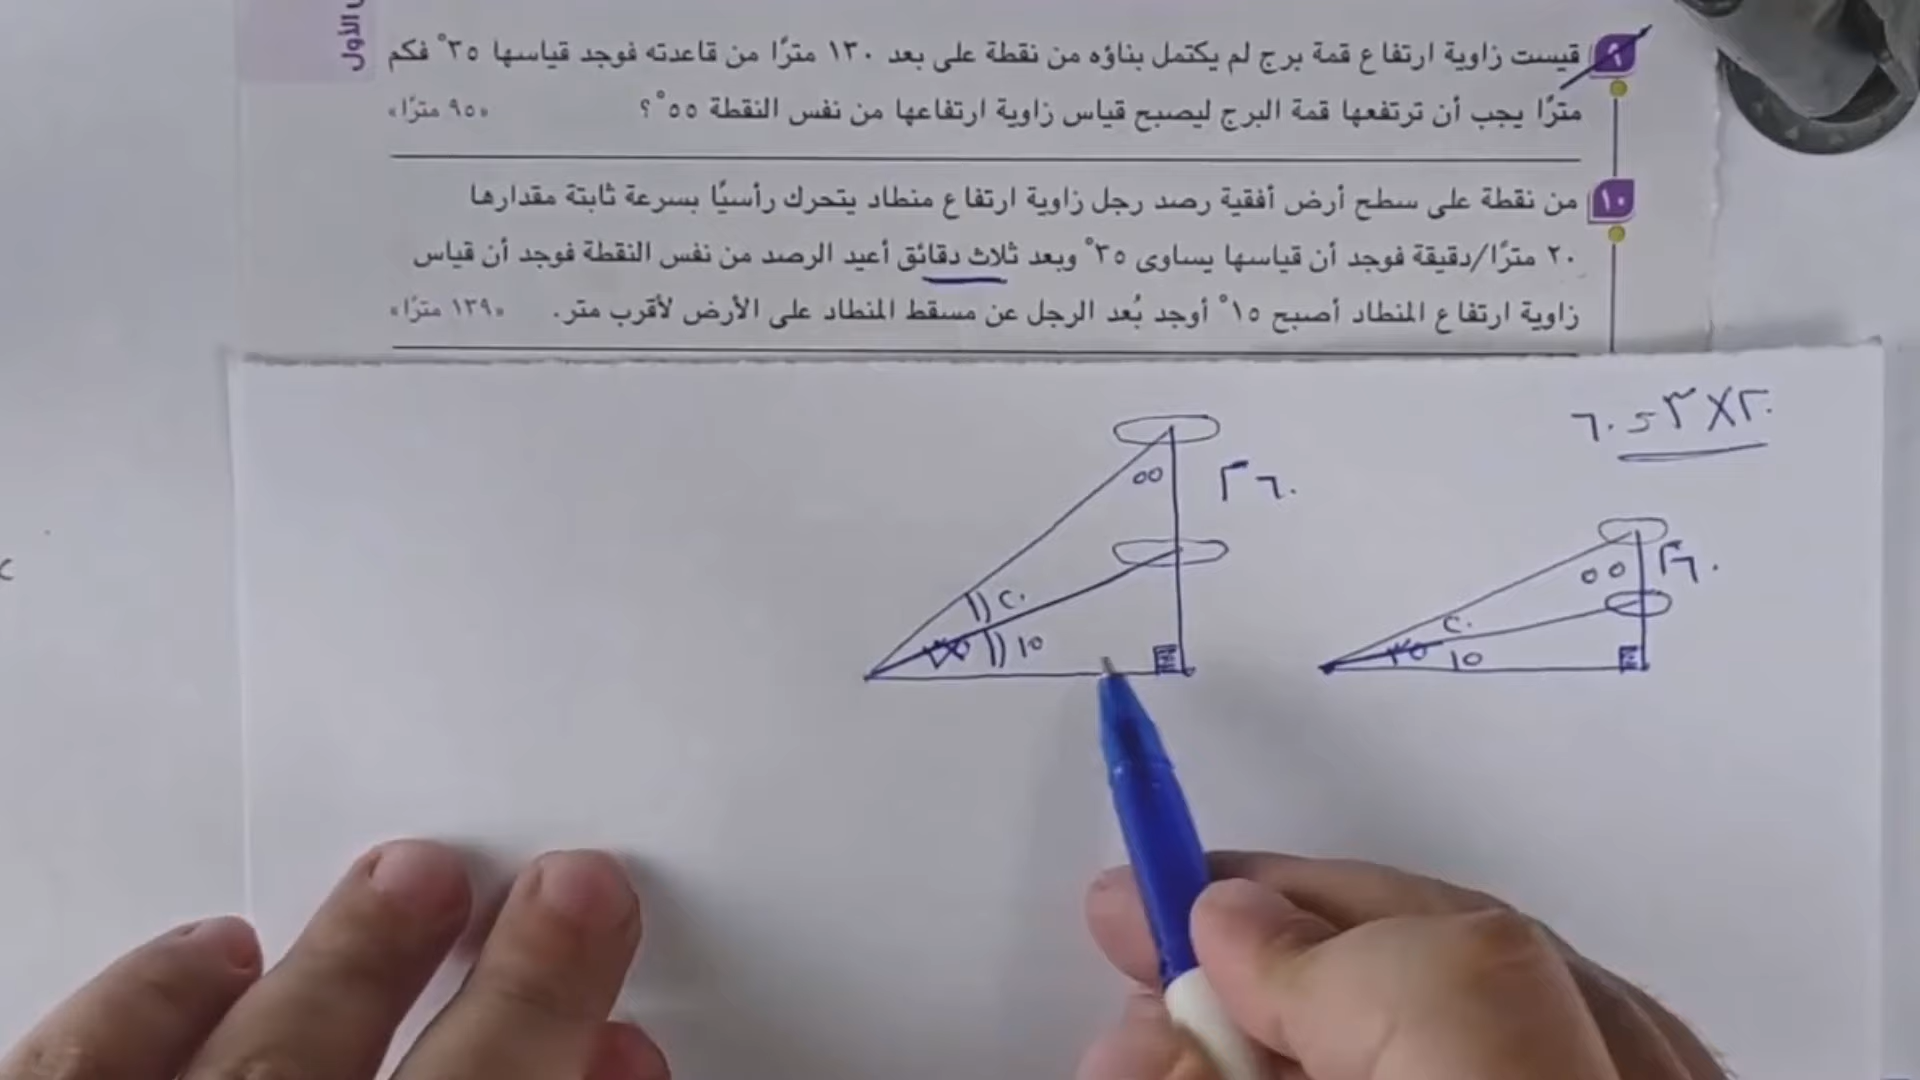 الأول
٩ قيست زاوية ارتفاع قمة برج لم يكتمل بناؤه من نقطة على بعد ١٣٠ مترًا من قاعدته فوجد قياسها ٣٥° فكم
مترًا يجب أن ترتفعها قمة البرج ليصبح قياس زاوية ارتفاعها من نفس النقطة ٥٥°؟ «٩٥ مترًا»
١٠ من نقطة على سطح أرض أفقية رصد رجل زاوية ارتفاع منطاد يتحرك رأسيًا بسرعة ثابتة مقدارها
٢٠ مترًا/دقيقة فوجد أن قياسها يساوى ٣٥° وبعد ثلاث دقائق أعيد الرصد من نفس النقطة فوجد أن قياس
زاوية ارتفاع المنطاد أصبح ١٥° أوجد بُعد الرجل عن مسقط المنطاد على الأرض لأقرب متر. «١٣٩ مترًا»
٢٠×٣=٦٠
٥٥
٦٠م
٢٠
١٥
٥٥
٦٠م
٢٠
٣٥
١٥